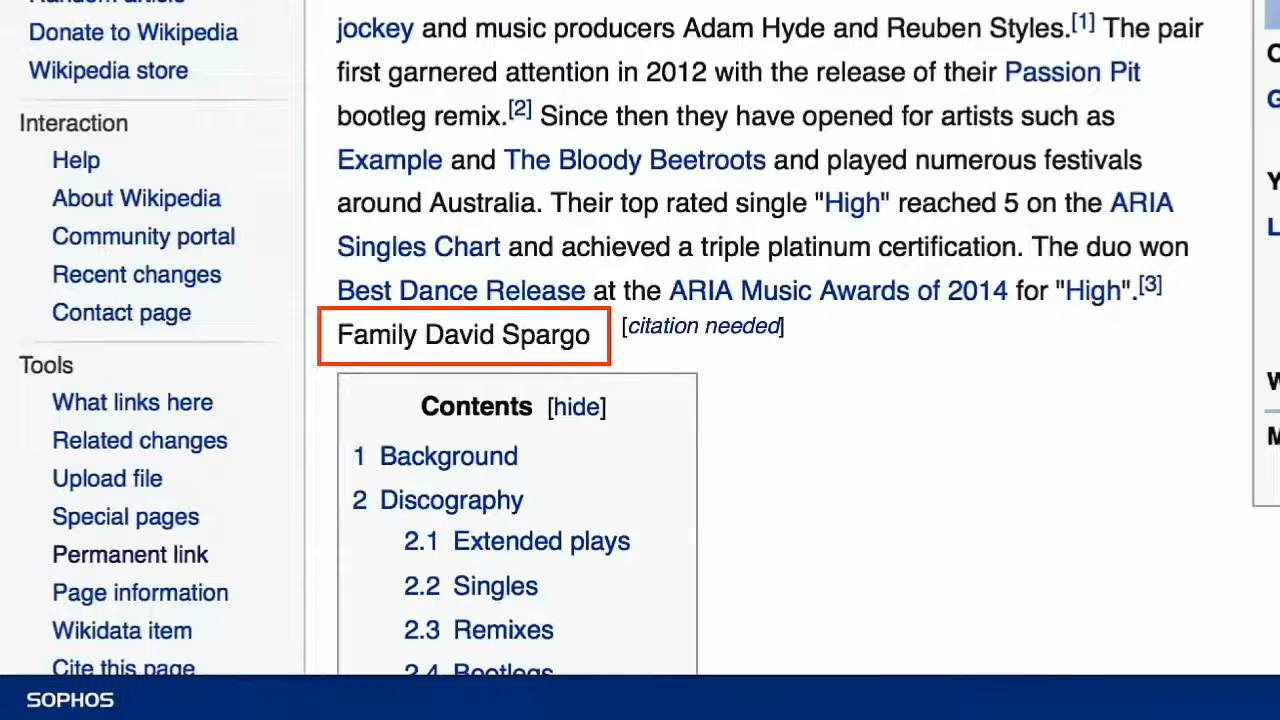 Random article
Donate to Wikipedia
Wikipedia store
Interaction
Help
About Wikipedia
Community portal
Recent changes
Contact page
Tools
What links here
Related changes
Upload file
Special pages
Permanent link
Page information
Wikidata item
Cite this page
jockey and music producers Adam Hyde and Reuben Styles.[1] The pair
first garnered attention in 2012 with the release of their Passion Pit
bootleg remix.[2] Since then they have opened for artists such as
Example and The Bloody Beetroots and played numerous festivals
around Australia. Their top rated single "High" reached 5 on the ARIA
Singles Chart and achieved a triple platinum certification. The duo won
Best Dance Release at the ARIA Music Awards of 2014 for "High".[3]
Family David Spargo [citation needed]
Contents [hide]
1 Background
2 Discography
2.1 Extended plays
2.2 Singles
2.3 Remixes
2.4 Bootlegs
SOPHOS